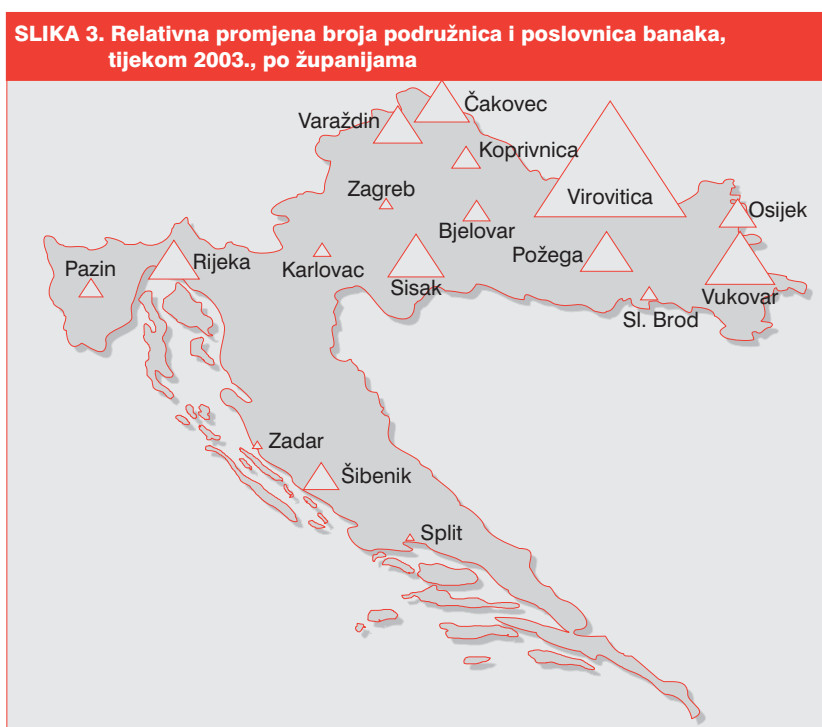 SLIKA 3. Relativna promjena broja podružnica i poslovnica banaka,
tijekom 2003., po županijama
Čakovec
Varaždin
Koprivnica
Zagreb
Virovitica
Bjelovar
Osijek
Pazin
Rijeka
Karlovac
Sisak
Požega
Vukovar
Sl. Brod
Zadar
Šibenik
Split